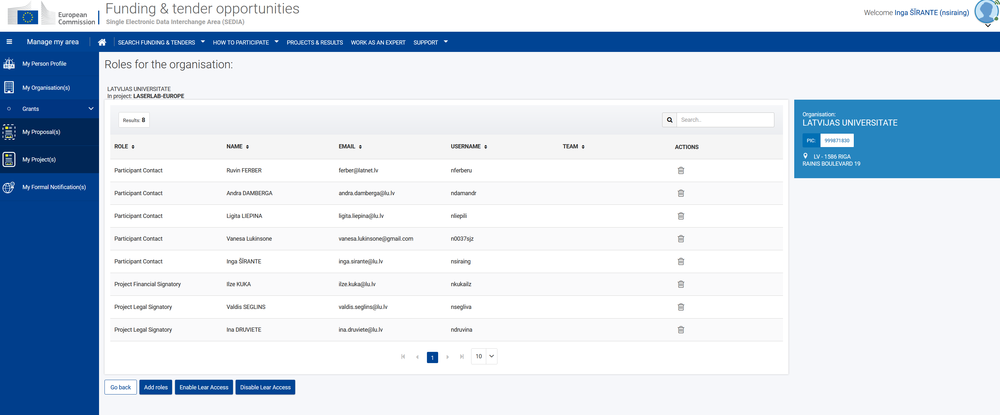 European
Commission
Funding & tender opportunities
Single Electronic Data Interchange Area (SEDIA)
Welcome Inga ŠĪRANTE (nsiraing)
Manage my area
SEARCH FUNDING & TENDERS HOW TO PARTICIPATE PROJECTS & RESULTS WORK AS AN EXPERT SUPPORT
BETA
My Person Profile
My Organisation(s)
Grants
My Proposal(s)
My Project(s)
My Formal Notification(s)
Roles for the organisation:
LATVIJAS UNIVERSITATE
In project: LASERLAB-EUROPE
Results: 8
Search..
ROLE NAME EMAIL USERNAME TEAM ACTIONS
Participant Contact Ruvin FERBER ferber@latnet.lv nferberu
Participant Contact Andra DAMBERGA andra.damberga@lu.lv ndamandr
Participant Contact Ligita LIEPINA ligita.liepina@lu.lv nliepili
Participant Contact Vanesa Lukinsone vanesa.lukinsone@gmail.com n0037sjz
Participant Contact Inga ŠĪRANTE inga.sirante@lu.lv nsiraing
Project Financial Signatory Ilze KUKA ilze.kuka@lu.lv nkukailz
Project Legal Signatory Valdis SEGLINS valdis.seglins@lu.lv nsegliva
Project Legal Signatory Ina DRUVIETE ina.druviete@lu.lv ndruvina
1 10
Go back Add roles Enable Lear Access Disable Lear Access
Organisation:
LATVIJAS UNIVERSITATE
PIC: 999871830
LV - 1586 RIGA
RAINIS BOULEVARD 19